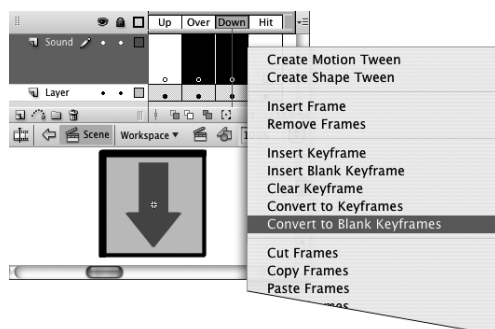 Up Over Down Hit
Sound
Layer
Scene Workspace
Create Motion Tween
Create Shape Tween
Insert Frame
Remove Frames
Insert Keyframe
Insert Blank Keyframe
Clear Keyframe
Convert to Keyframes
Convert to Blank Keyframes
Cut Frames
Copy Frames
Paste Frames